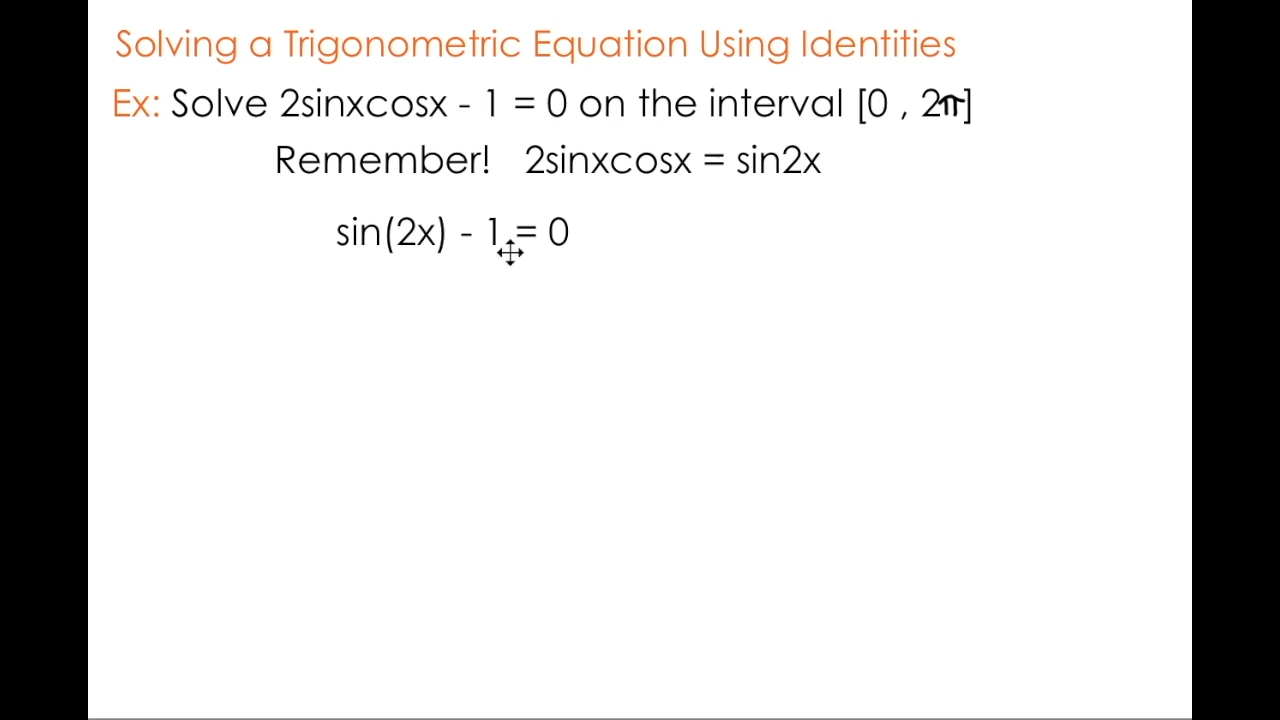 Solving a Trigonometric Equation Using Identities
Ex: Solve 2sinxcosx - 1 = 0 on the interval [0 , 2π]
Remember! 2sinxcosx = sin2x
sin(2x) - 1 = 0